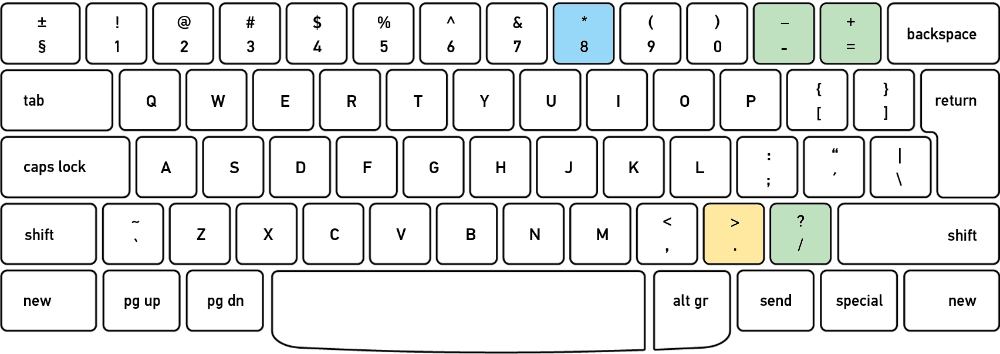 ± ! @ # $ % ^ & * ( ) – +
§ 1 2 3 4 5 6 7 8 9 0 - = backspace
tab Q W E R T Y U I O P { } return
[ ]
caps lock A S D F G H J K L : “ |
; ′ \
shift ~ Z X C V B N M < > ? shift
` , . /
new pg up pg dn alt gr send special new